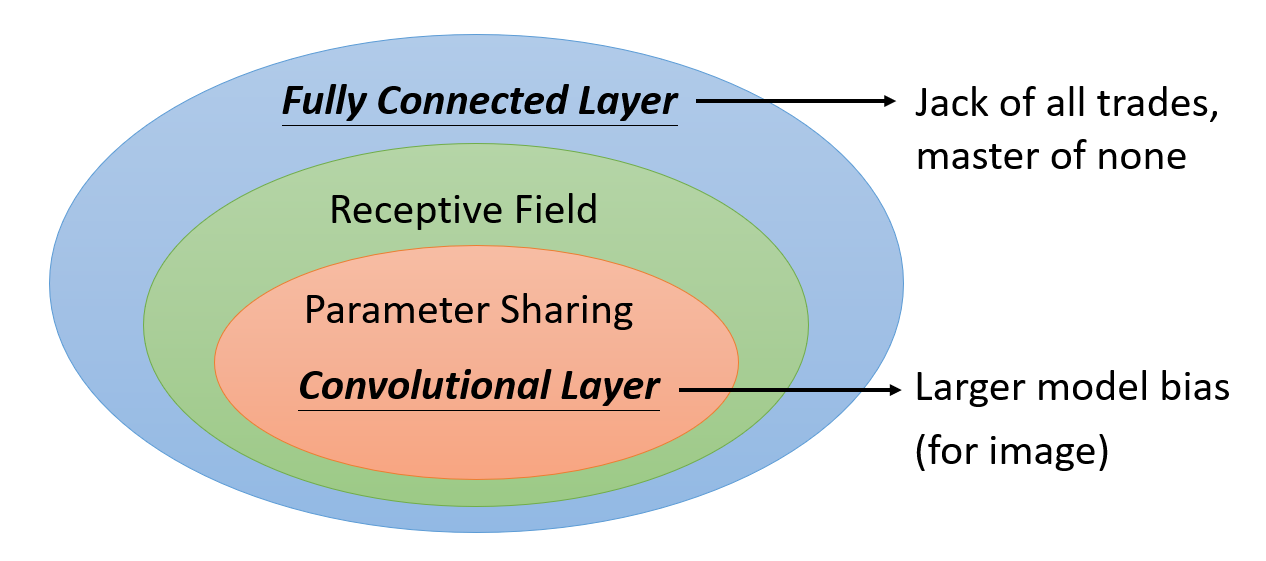 Fully Connected Layer
Jack of all trades,
master of none
Receptive Field
Parameter Sharing
Convolutional Layer
Larger model bias
(for image)